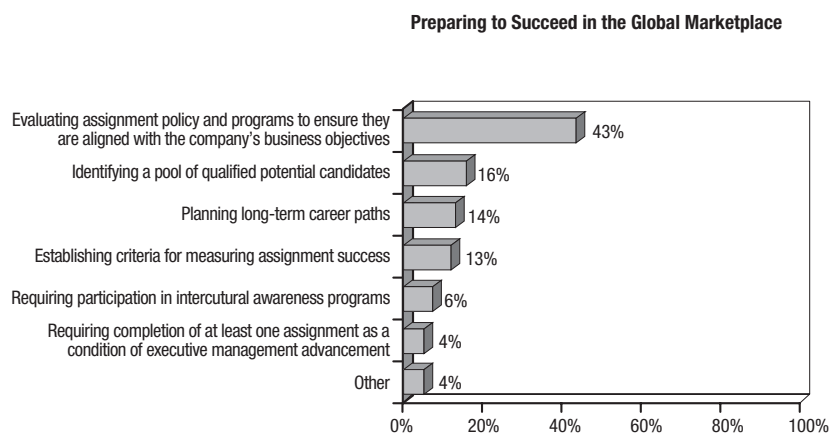 Preparing to Succeed in the Global Marketplace
Evaluating assignment policy and programs to ensure they
are aligned with the company's business objectives
43%
Identifying a pool of qualified potential candidates
16%
Planning long-term career paths
14%
Establishing criteria for measuring assignment success
13%
Requiring participation in intercutural awareness programs
6%
Requiring completion of at least one assignment as a
condition of executive management advancement
4%
Other
4%
0% 20% 40% 60% 80% 100%